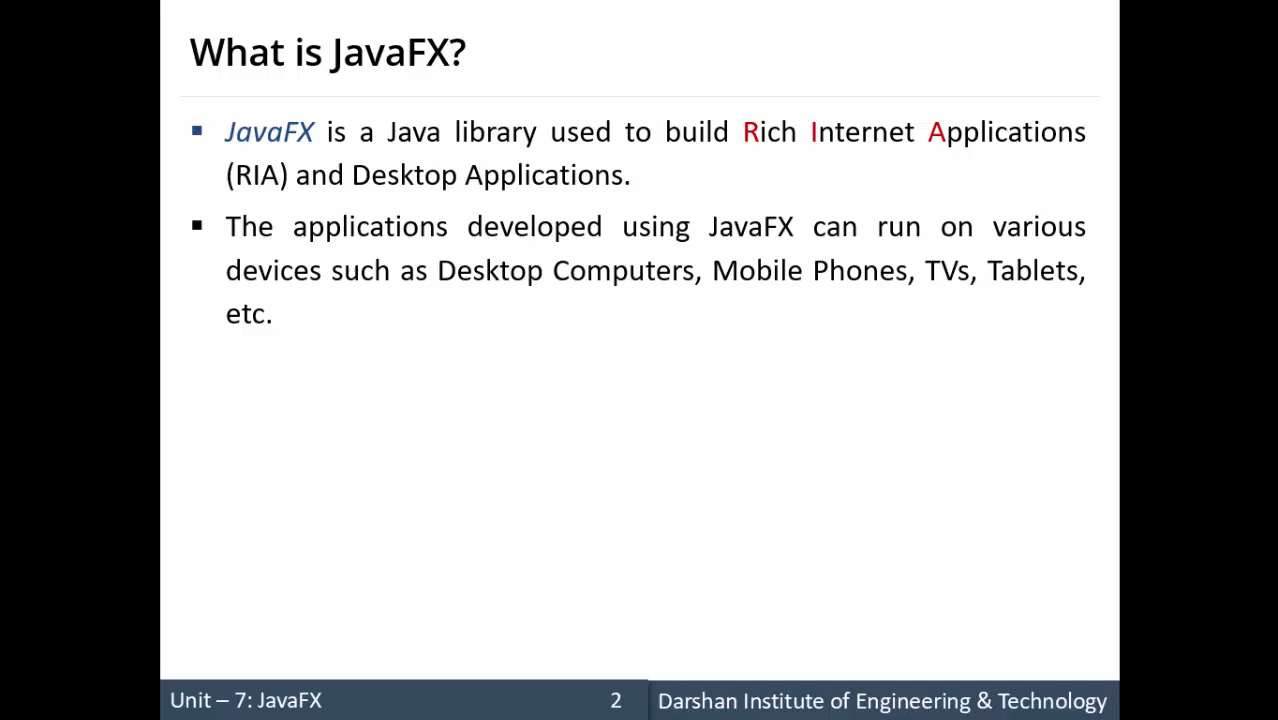 What is JavaFX?
▪ JavaFX is a Java library used to build Rich Internet Applications
(RIA) and Desktop Applications.
▪ The applications developed using JavaFX can run on various
devices such as Desktop Computers, Mobile Phones, TVs, Tablets,
etc.
Unit – 7: JavaFX 2 Darshan Institute of Engineering & Technology